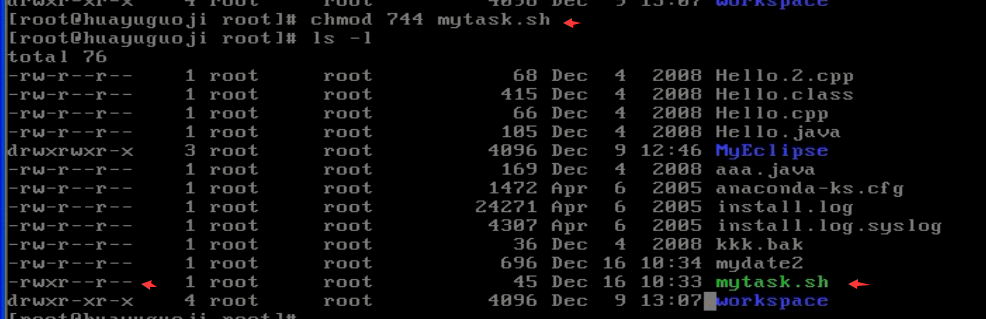 drwxrwxr-x 4 root root 4096 Dec 9 13:07 workspace
[root@huayuguoji root]# chmod 744 mytask.sh
[root@huayuguoji root]# ls -l
total 76
-rw-r--r-- 1 root root 68 Dec 4 2008 Hello.2.cpp
-rw-r--r-- 1 root root 415 Dec 4 2008 Hello.class
-rw-r--r-- 1 root root 66 Dec 4 2008 Hello.cpp
-rw-r--r-- 1 root root 105 Dec 4 2008 Hello.java
drwxrwxr-x 3 root root 4096 Dec 9 12:46 MyEclipse
-rw-r--r-- 1 root root 169 Dec 4 2008 aaa.java
-rw-r--r-- 1 root root 1472 Apr 6 2005 anaconda-ks.cfg
-rw-r--r-- 1 root root 24271 Apr 6 2005 install.log
-rw-r--r-- 1 root root 4307 Apr 6 2005 install.log.syslog
-rw-r--r-- 1 root root 36 Dec 4 2008 kkk.bak
-rw-r--r-- 1 root root 696 Dec 16 10:34 mydate2
-rwxr--r-- 1 root root 45 Dec 16 10:33 mytask.sh
drwxr-xr-x 4 root root 4096 Dec 9 13:07 workspace
[root@huayuguoji root]#